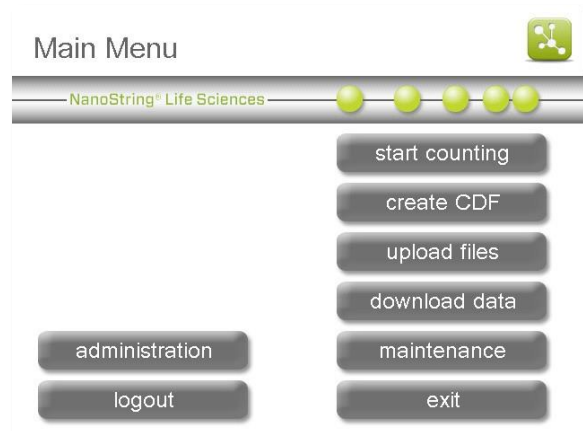 Main Menu
NanoString® Life Sciences
start counting
create CDF
upload files
download data
administration
maintenance
logout
exit